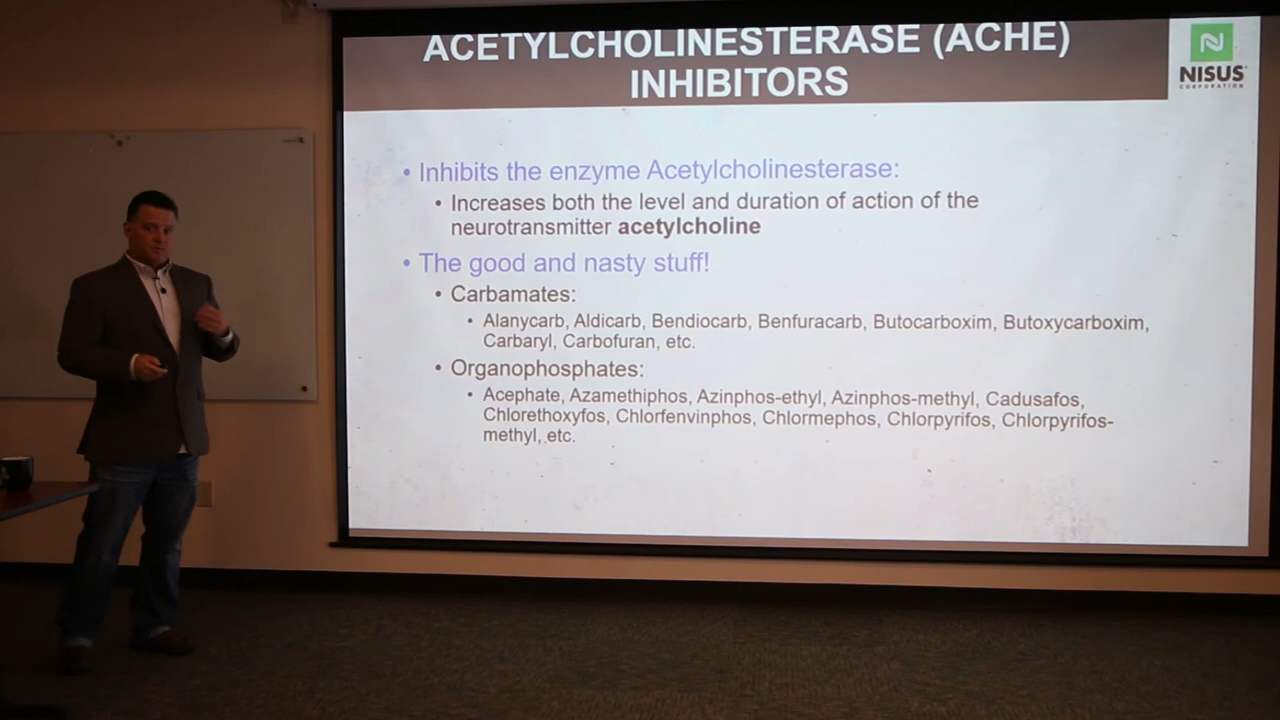 ACETYLCHOLINESTERASE (ACHE)
INHIBITORS
NISUS
CORPORATION
• Inhibits the enzyme Acetylcholinesterase:
• Increases both the level and duration of action of the
neurotransmitter acetylcholine
• The good and nasty stuff!
• Carbamates:
• Alanycarb, Aldicarb, Bendiocarb, Benfuracarb, Butocarboxim, Butoxycarboxim,
Carbaryl, Carbofuran, etc.
• Organophosphates:
• Acephate, Azamethiphos, Azinphos-ethyl, Azinphos-methyl, Cadusafos,
Chlorethoxyfos, Chlorfenvinphos, Chlormephos, Chlorpyrifos, Chlorpyrifos-
methyl, etc.